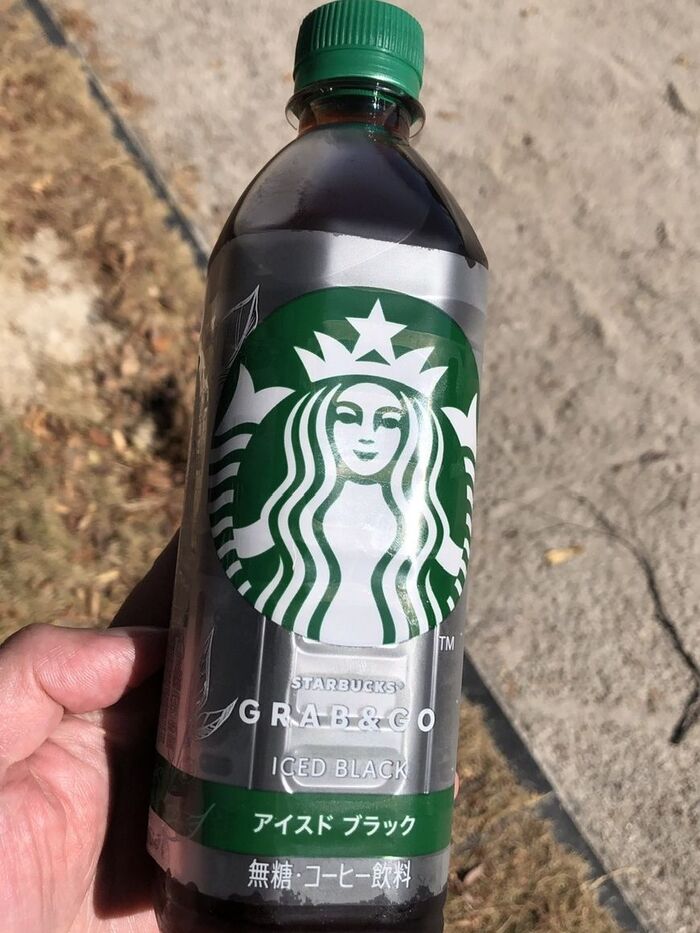 TM
STARBUCKS®
GRAB&GO
ICED BLACK
アイスド ブラック
無糖・コーヒー飲料